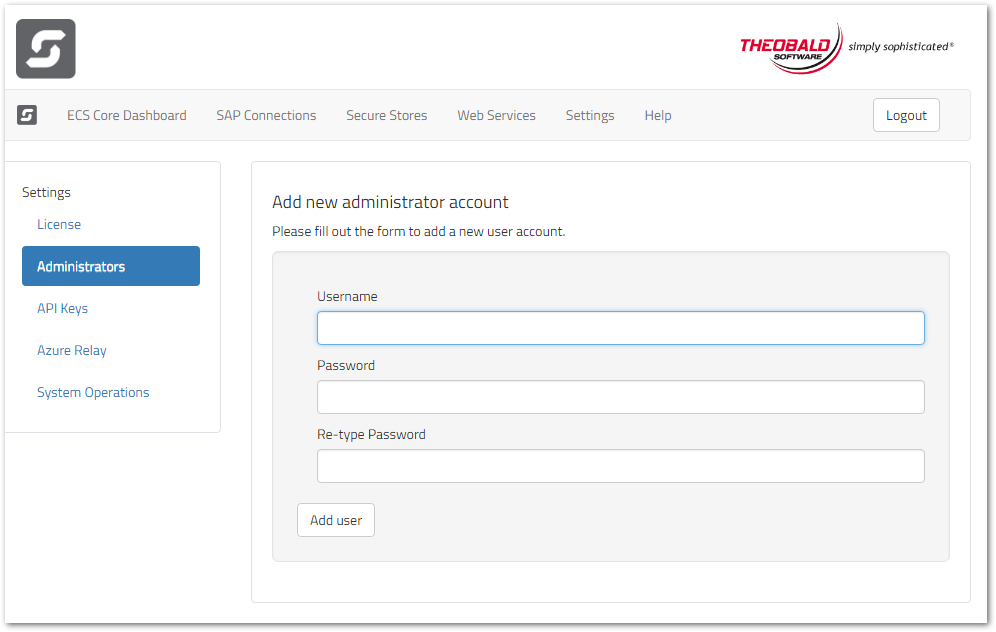 THEOBALD
SOFTWARE
simply sophisticated®
ECS Core Dashboard SAP Connections Secure Stores Web Services Settings Help Logout
Settings
License
Administrators
API Keys
Azure Relay
System Operations
Add new administrator account
Please fill out the form to add a new user account.
Username
Password
Re-type Password
Add user